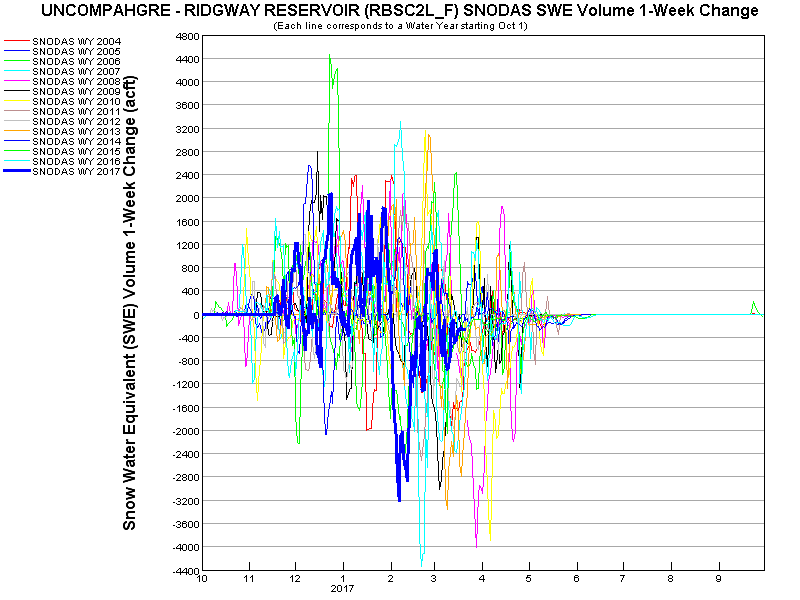 UNCOMPAHGRE - RIDGWAY RESERVOIR (RBSC2L_F) SNODAS SWE Volume 1-Week Change
(Each line corresponds to a Water Year starting Oct 1)
SNODAS WY 2004
SNODAS WY 2005
SNODAS WY 2006
SNODAS WY 2007
SNODAS WY 2008
SNODAS WY 2009
SNODAS WY 2010
SNODAS WY 2011
SNODAS WY 2012
SNODAS WY 2013
SNODAS WY 2014
SNODAS WY 2015
SNODAS WY 2016
SNODAS WY 2017
Snow Water Equivalent (SWE) Volume 1-Week Change (acft)
4800
4400
4000
3600
3200
2800
2400
2000
1600
1200
800
400
0
-400
-800
-1200
-1600
-2000
-2400
-2800
-3200
-3600
-4000
-4400
10 11 12 1 2 3 4 5 6 7 8 9
2017